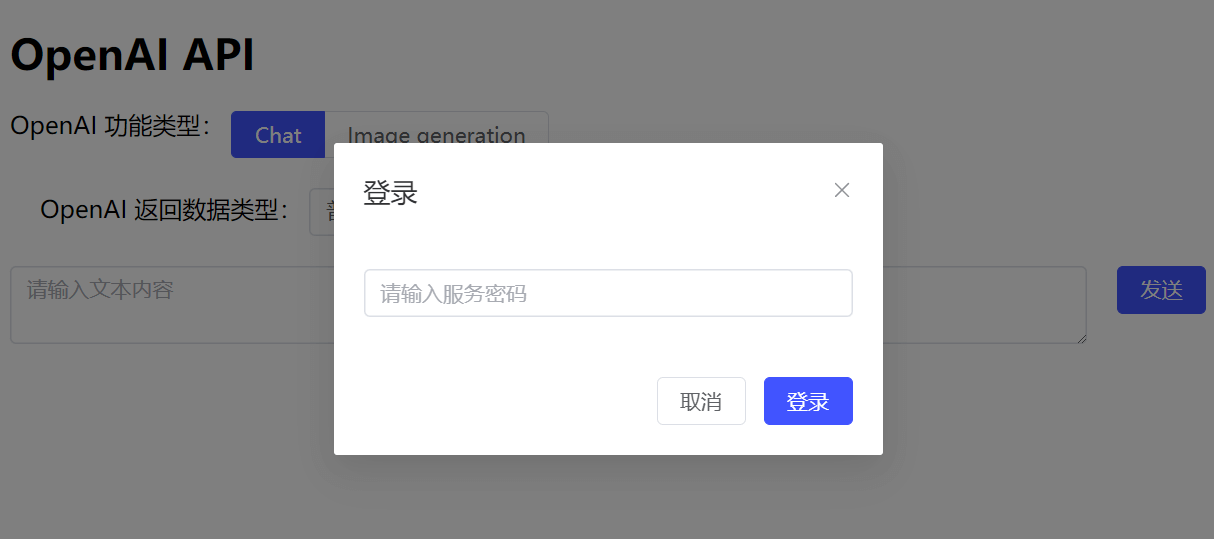 OpenAI API
OpenAI 功能类型： Chat Image generation
OpenAI 返回数据类型：
请输入文本内容 发送
登录
请输入服务密码
取消 登录